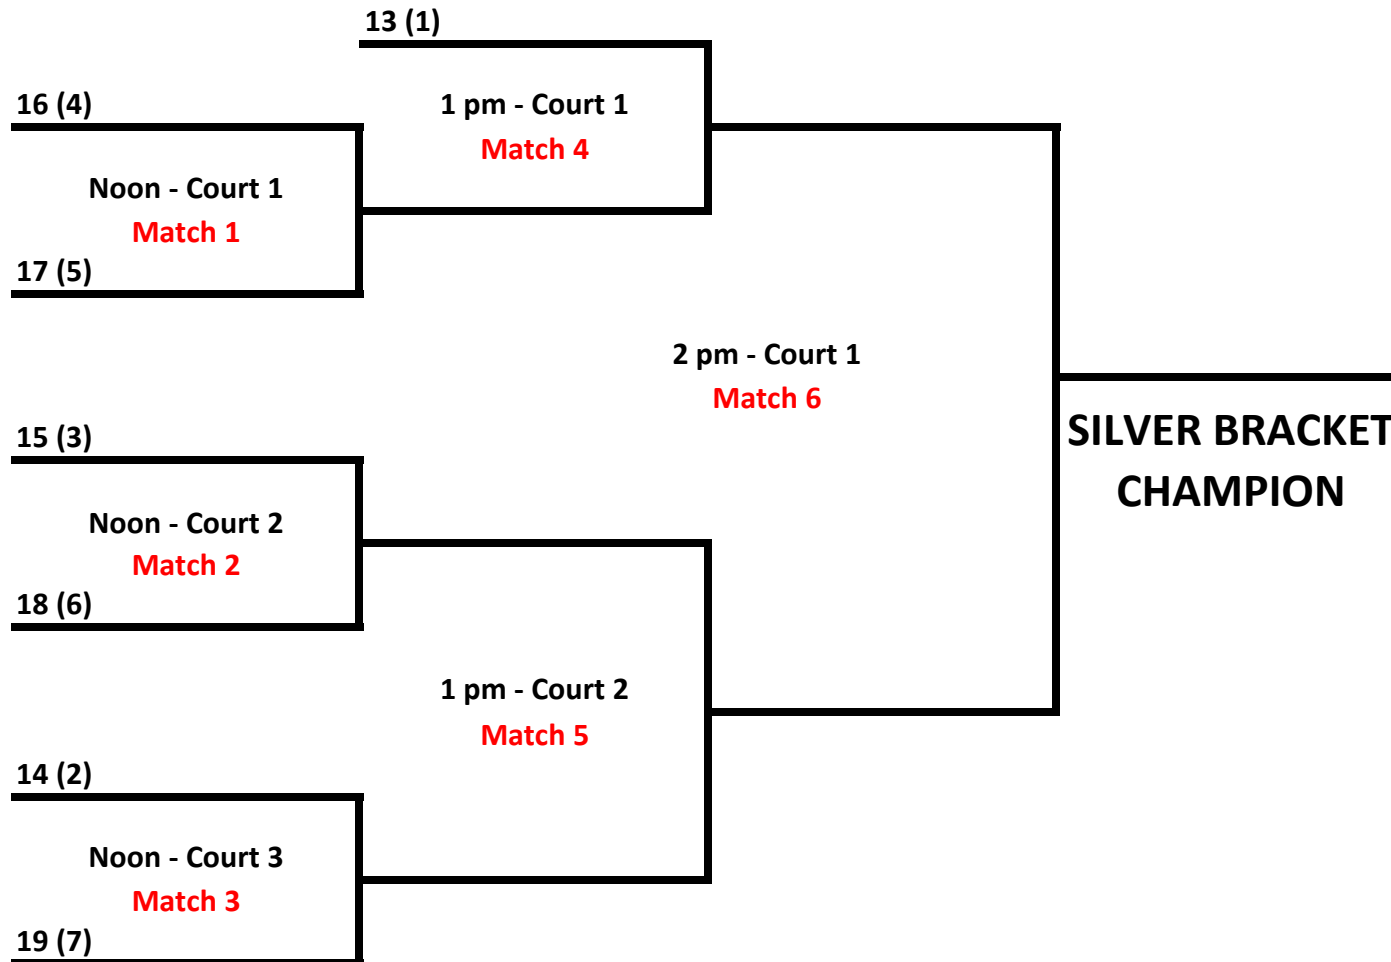 13 (1)
16 (4)
1 pm - Court 1
Match 4
Noon - Court 1
Match 1
17 (5)
2 pm - Court 1
Match 6
SILVER BRACKET
CHAMPION
15 (3)
Noon - Court 2
Match 2
18 (6)
1 pm - Court 2
Match 5
14 (2)
Noon - Court 3
Match 3
19 (7)